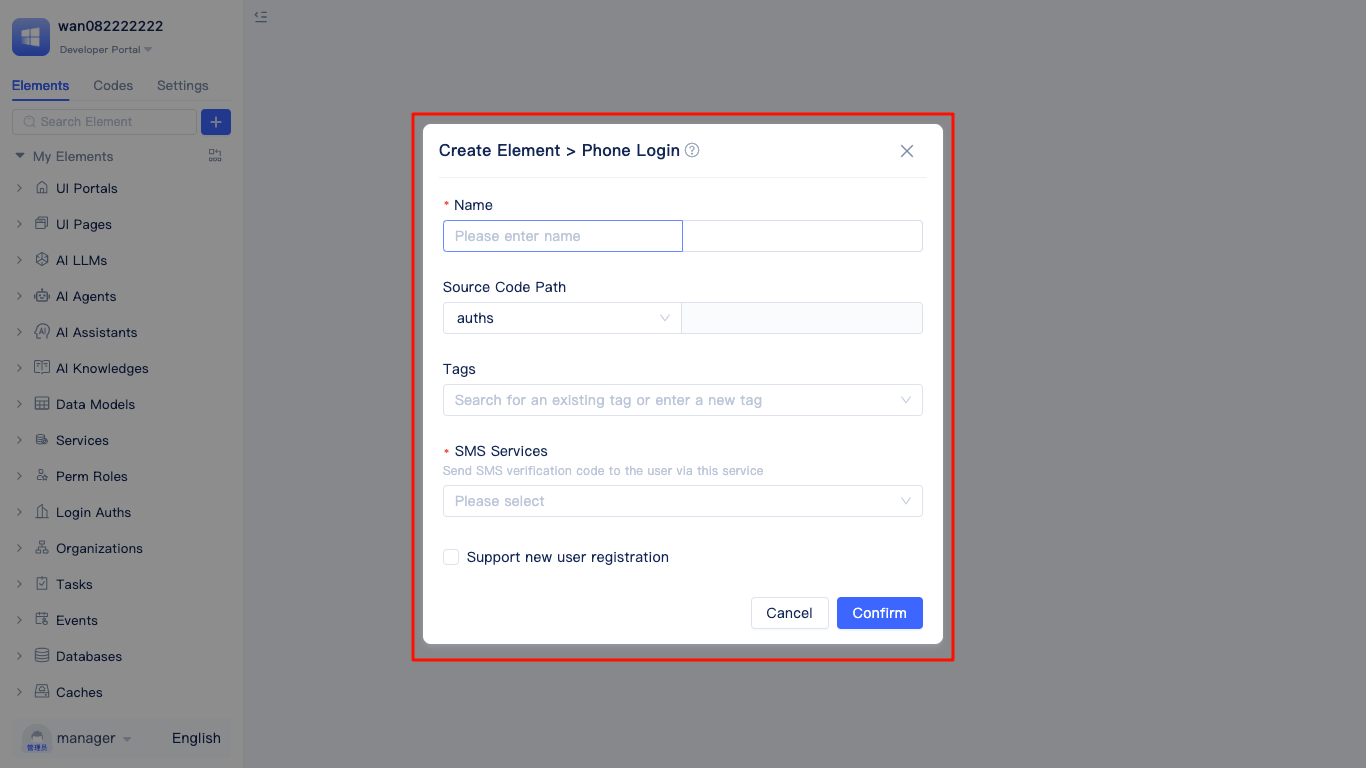 wan082222222
Developer Portal
Elements Codes Settings
Search Element
My Elements
UI Portals
UI Pages
AI LLMs
AI Agents
AI Assistants
AI Knowledges
Data Models
Services
Perm Roles
Login Auths
Organizations
Tasks
Events
Databases
Caches
管理员
manager
English
Create Element > Phone Login
* Name
Please enter name
Source Code Path
auths
Tags
Search for an existing tag or enter a new tag
* SMS Services
Send SMS verification code to the user via this service
Please select
Support new user registration
Cancel Confirm